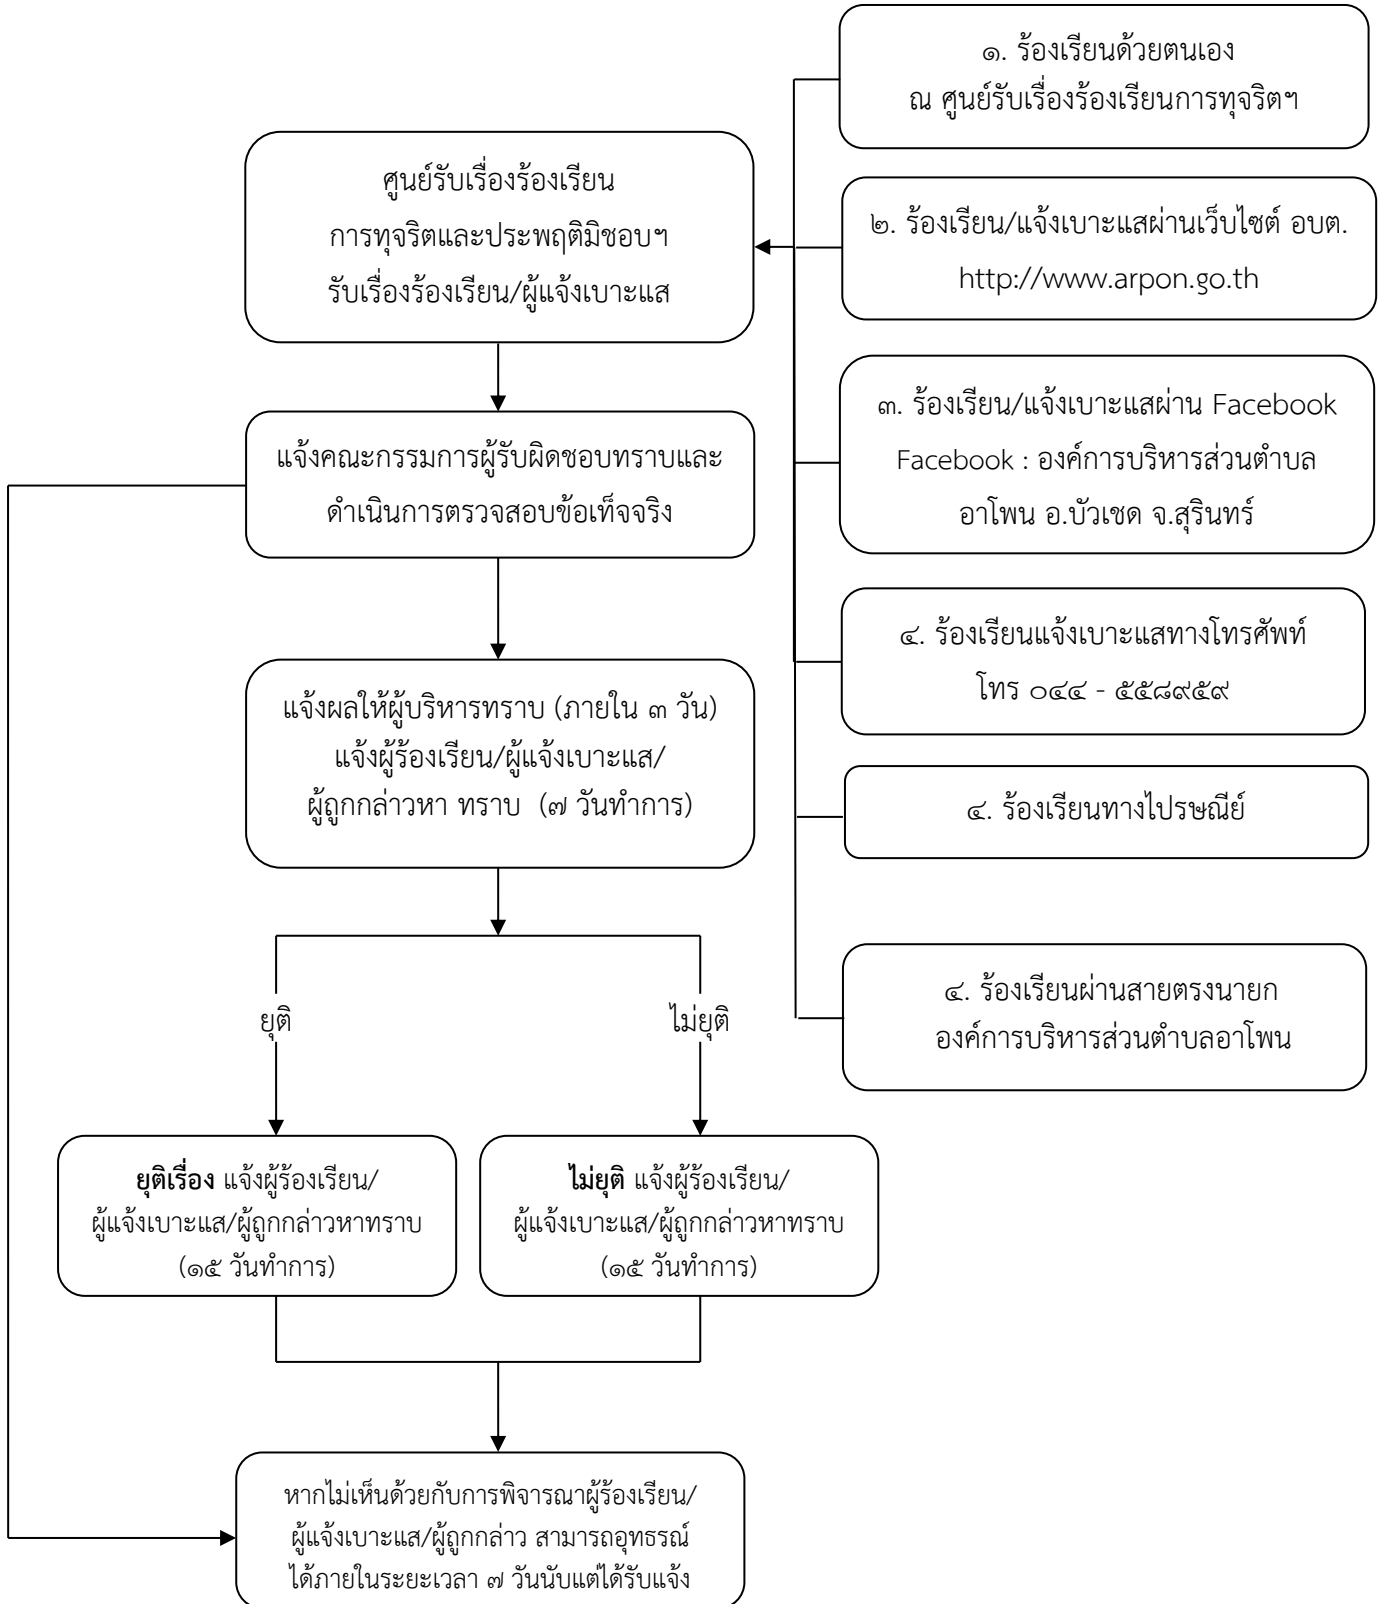 ๑. ร้องเรียนด้วยตนเอง
ณ ศูนย์รับเรื่องร้องเรียนการทุจริตฯ
ศูนย์รับเรื่องร้องเรียน
การทุจริตและประพฤติมิชอบฯ
รับเรื่องร้องเรียน/ผู้แจ้งเบาะแส
๒. ร้องเรียน/แจ้งเบาะแสผ่านเว็บไซต์ อบต.
http://www.arpon.go.th
๓. ร้องเรียน/แจ้งเบาะแสผ่าน Facebook
Facebook : องค์การบริหารส่วนตำบล
อาโพน อ.บัวเชด จ.สุรินทร์
แจ้งคณะกรรมการผู้รับผิดชอบทราบและ
ดำเนินการตรวจสอบข้อเท็จจริง
๔. ร้องเรียนแจ้งเบาะแสทางโทรศัพท์
โทร ๐๔๔ - ๕๕๘๙๕๙
แจ้งผลให้ผู้บริหารทราบ (ภายใน ๓ วัน)
แจ้งผู้ร้องเรียน/ผู้แจ้งเบาะแส/
ผู้ถูกกล่าวหา ทราบ (๗ วันทำการ)
๔. ร้องเรียนทางไปรษณีย์
๔. ร้องเรียนผ่านสายตรงนายก
องค์การบริหารส่วนตำบลอาโพน
ยุติ
ไม่ยุติ
ยุติเรื่อง แจ้งผู้ร้องเรียน/
ผู้แจ้งเบาะแส/ผู้ถูกกล่าวหาทราบ
(๑๕ วันทำการ)
ไม่ยุติ แจ้งผู้ร้องเรียน/
ผู้แจ้งเบาะแส/ผู้ถูกกล่าวหาทราบ
(๑๕ วันทำการ)
หากไม่เห็นด้วยกับการพิจารณาผู้ร้องเรียน/
ผู้แจ้งเบาะแส/ผู้ถูกกล่าว สามารถอุทธรณ์
ได้ภายในระยะเวลา ๗ วันนับแต่ได้รับแจ้ง